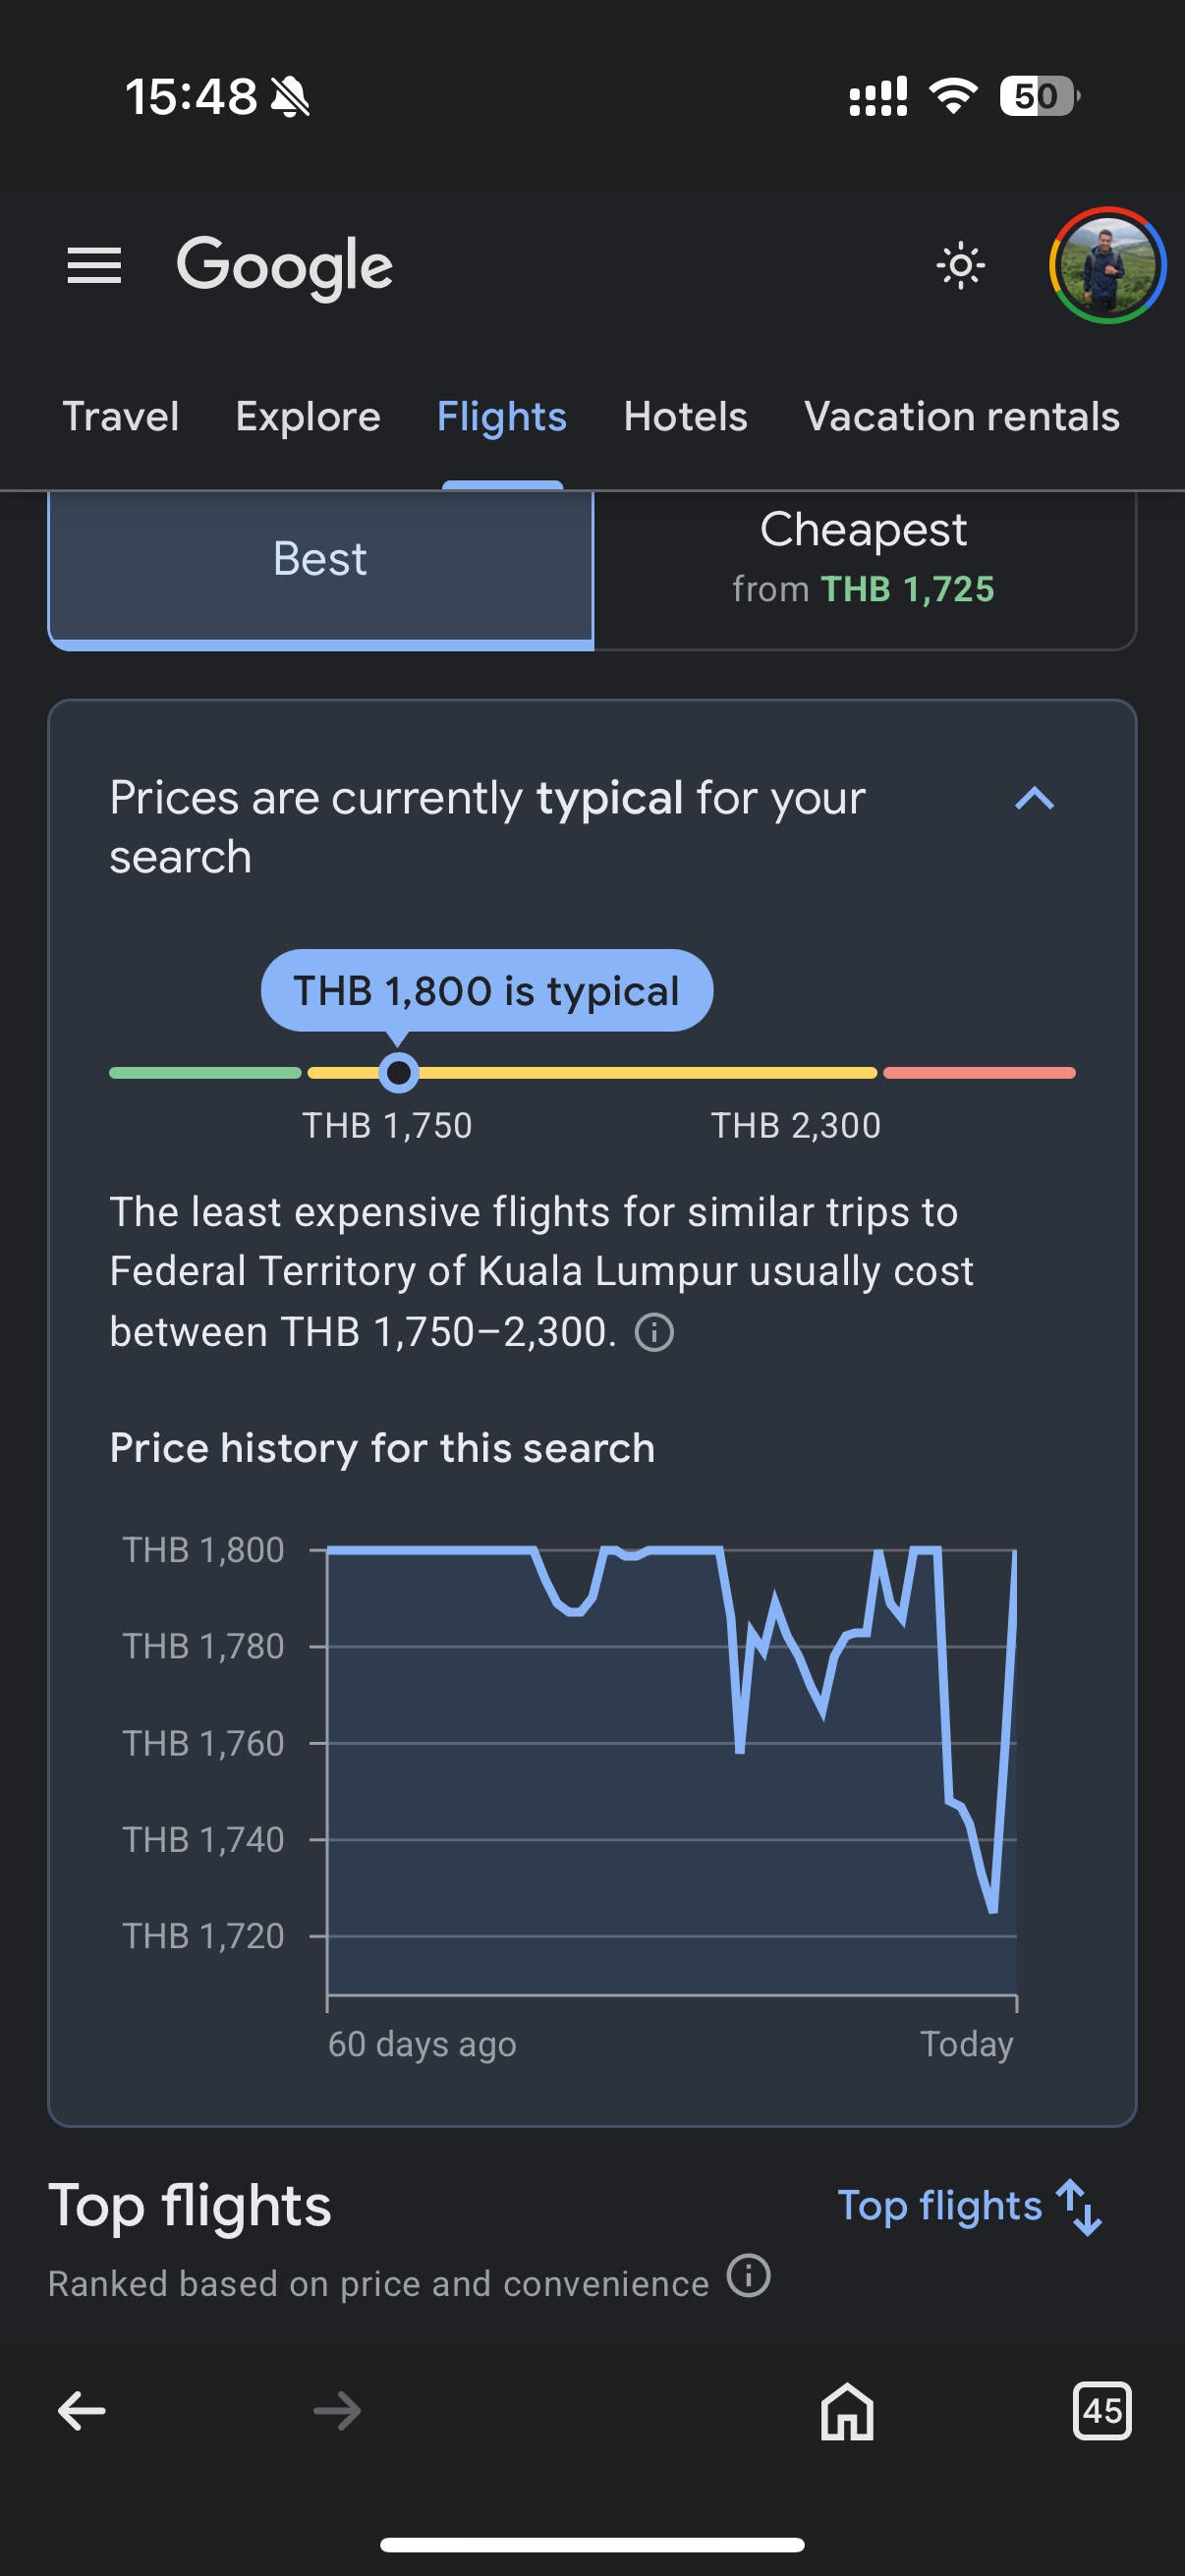 15:48
50
Google
Travel Explore Flights Hotels Vacation rentals
Best
Cheapest
from THB 1,725
Prices are currently typical for your
search
THB 1,800 is typical
THB 1,750
THB 2,300
The least expensive flights for similar trips to
Federal Territory of Kuala Lumpur usually cost
between THB 1,750–2,300.
Price history for this search
THB 1,800
THB 1,780
THB 1,760
THB 1,740
THB 1,720
60 days ago
Today
Top flights
Top flights
Ranked based on price and convenience
45